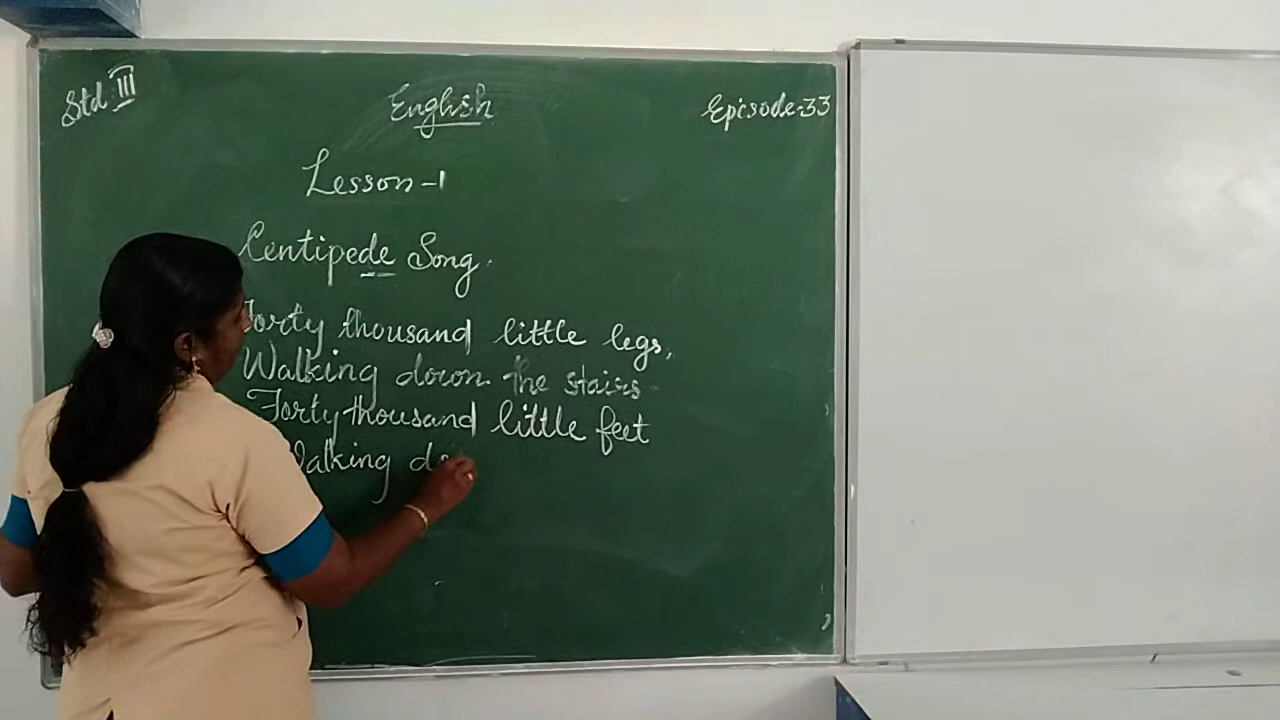 Std III
English
Episode-33
Lesson-1
Centipede Song.
Forty thousand little legs,
Walking down the stairs
Forty thousand little feet
Walking do